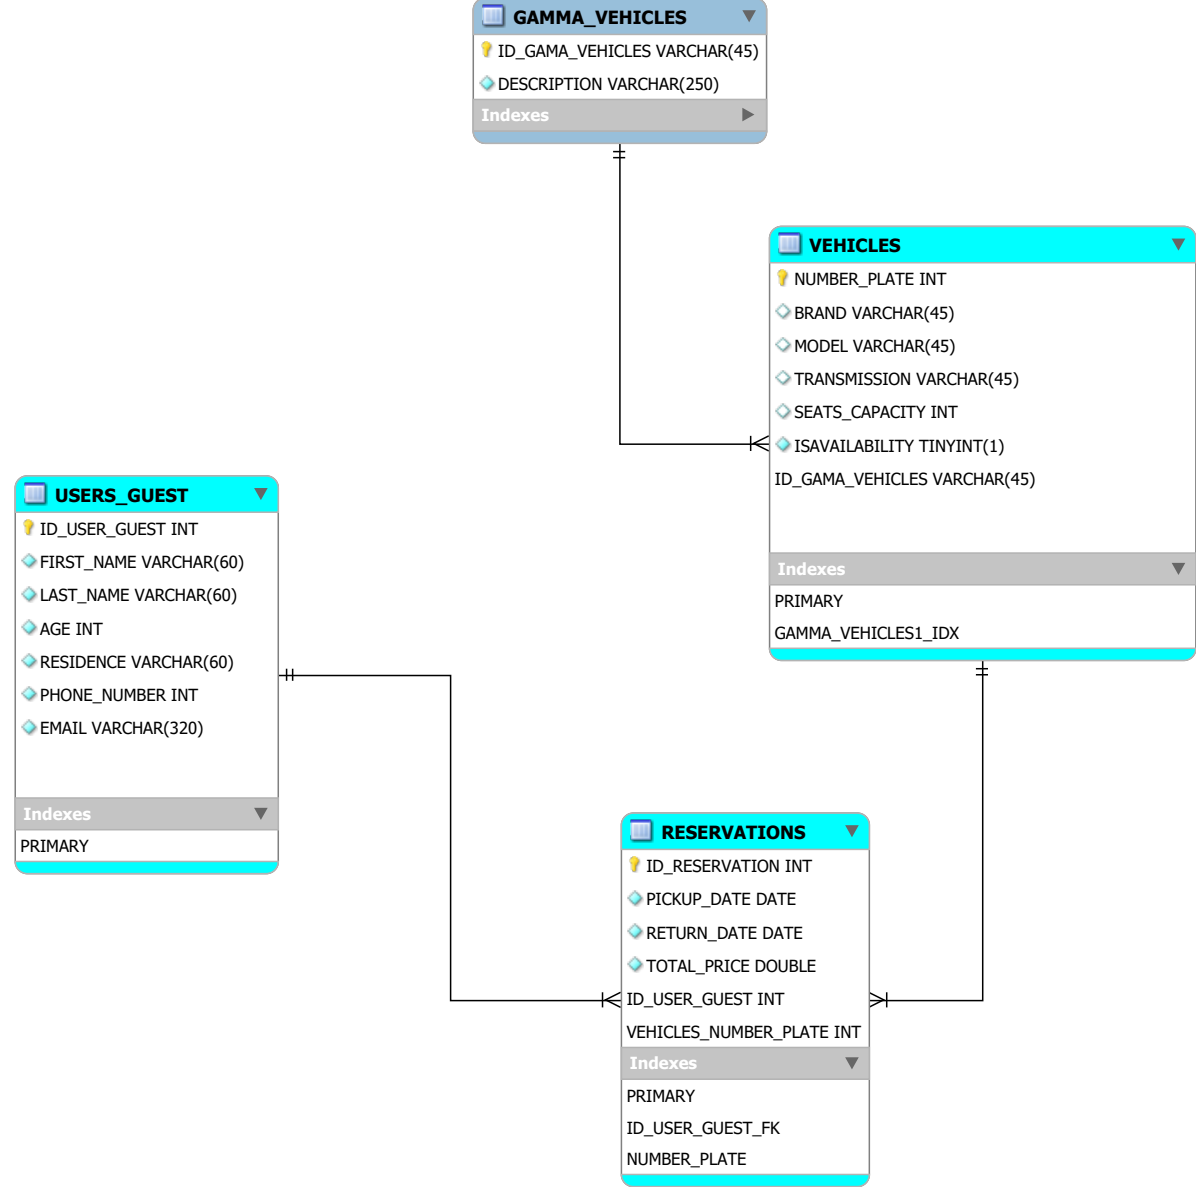 GAMMA_VEHICLES
ID_GAMA_VEHICLES VARCHAR(45)
DESCRIPTION VARCHAR(250)
Indexes
VEHICLES
NUMBER_PLATE INT
BRAND VARCHAR(45)
MODEL VARCHAR(45)
TRANSMISSION VARCHAR(45)
SEATS_CAPACITY INT
ISAVAILABILITY TINYINT(1)
ID_GAMA_VEHICLES VARCHAR(45)
Indexes
PRIMARY
GAMMA_VEHICLES1_IDX
USERS_GUEST
ID_USER_GUEST INT
FIRST_NAME VARCHAR(60)
LAST_NAME VARCHAR(60)
AGE INT
RESIDENCE VARCHAR(60)
PHONE_NUMBER INT
EMAIL VARCHAR(320)
Indexes
PRIMARY
RESERVATIONS
ID_RESERVATION INT
PICKUP_DATE DATE
RETURN_DATE DATE
TOTAL_PRICE DOUBLE
ID_USER_GUEST INT
VEHICLES_NUMBER_PLATE INT
Indexes
PRIMARY
ID_USER_GUEST_FK
NUMBER_PLATE